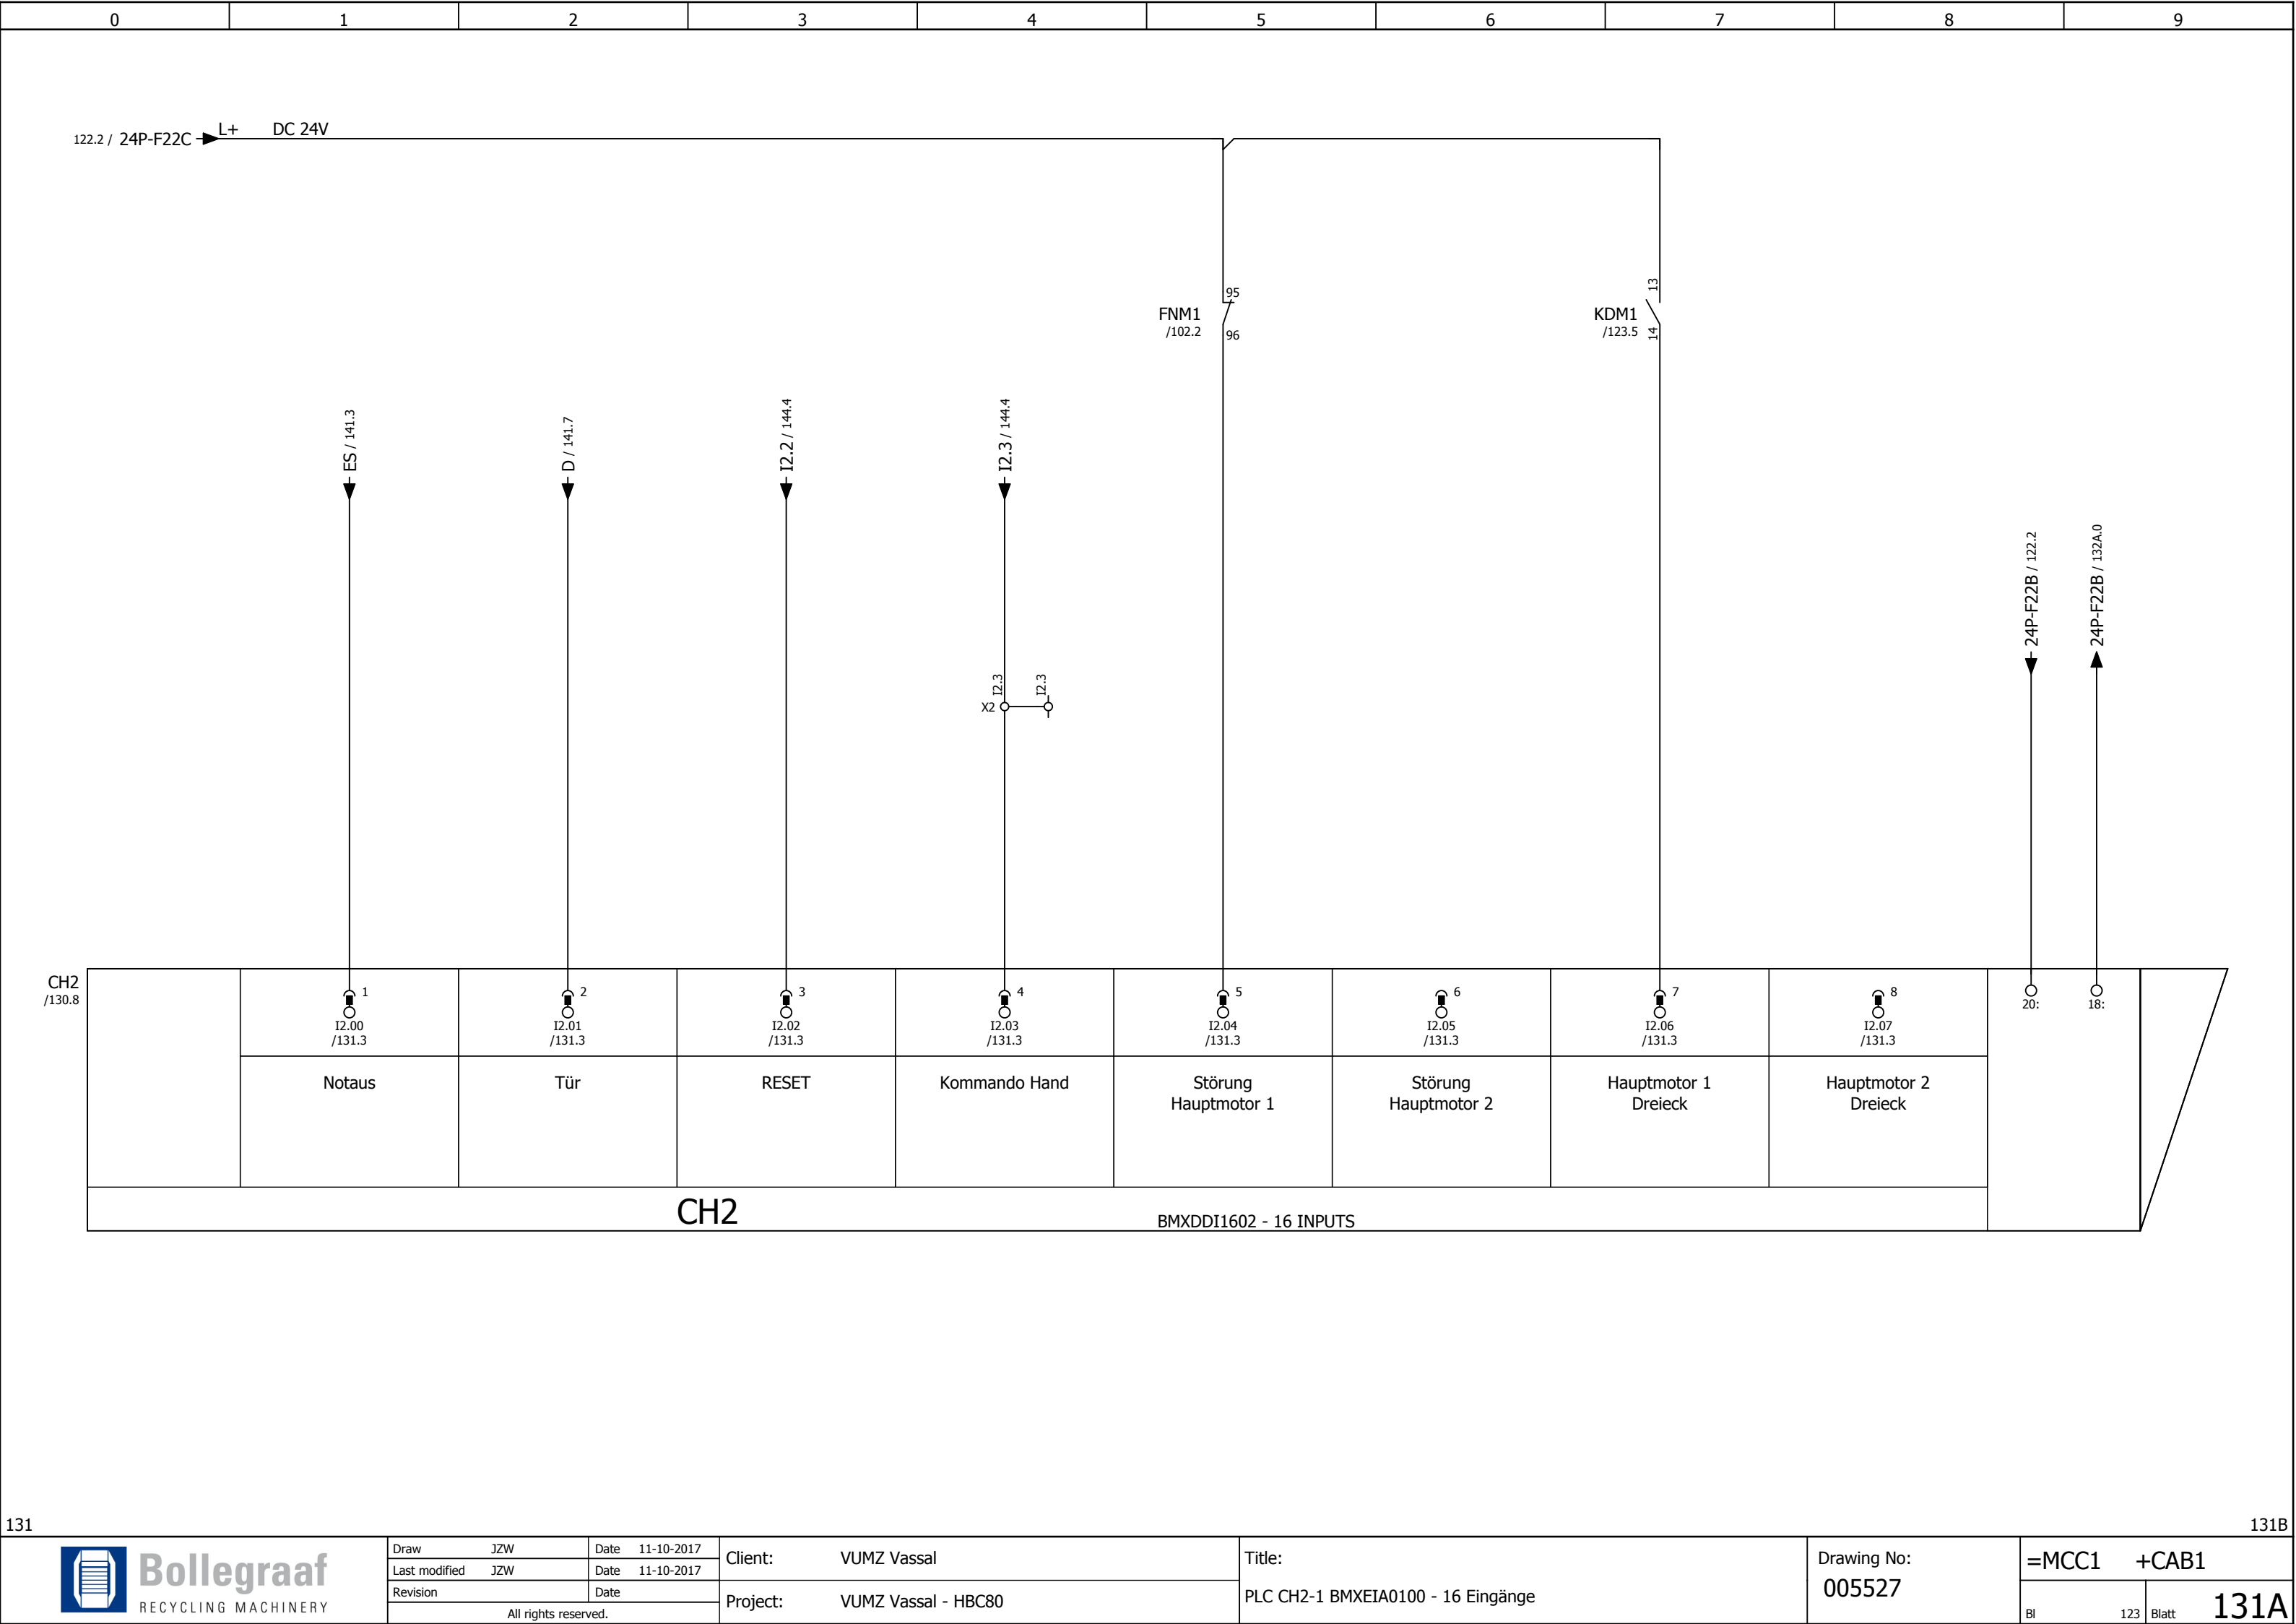 0 1 2 3 4 5 6 7 8 9
122.2 / 24P-F22C L+ DC 24V
FNM1
/102.2
95
96
KDM1
/123.5
13
14
ES / 141.3
D / 141.7
I2.2 / 144.4
I2.3 / 144.4
24P-F22B / 122.2
24P-F22B / 132A.0
X2 I2.3 I2.3
CH2
/130.8
1 2 3 4 5 6 7 8
I2.00 I2.01 I2.02 I2.03 I2.04 I2.05 I2.06 I2.07 20: 18:
/131.3 /131.3 /131.3 /131.3 /131.3 /131.3 /131.3 /131.3
Notaus
Tür
RESET
Kommando Hand
Störung
Hauptmotor 1
Störung
Hauptmotor 2
Hauptmotor 1
Dreieck
Hauptmotor 2
Dreieck
CH2 BMXDDI1602 - 16 INPUTS
131 131B
Bollegraaf
RECYCLING MACHINERY
Draw JZW Date 11-10-2017
Last modified JZW Date 11-10-2017
Revision Date
All rights reserved.
Client: VUMZ Vassal
Project: VUMZ Vassal - HBC80
Title:
PLC CH2-1 BMXEIA0100 - 16 Eingänge
Drawing No:
005527
=MCC1 +CAB1
Bl 123 Blatt 131A